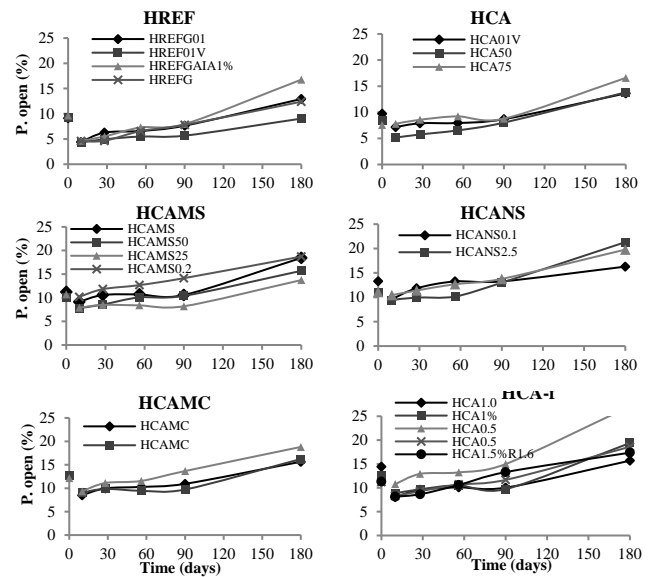 HREF
P. open (%)
25
20
15
10
5
0
HREFG01
HREF01V
HREFGAIA1%
HREFG
0 30 60 90 120 150 180
HCA
25
20
15
10
5
0
HCA01V
HCA50
HCA75
0 30 60 90 120 150 180
HCAMS
P. open (%)
25
20
15
10
5
0
HCAMS
HCAMS50
HCAMS25
HCAMS0.2
0 30 60 90 120 150 180
HCANS
25
20
15
10
5
0
HCANS0.1
HCANS2.5
0 30 60 90 120 150 180
HCAMC
P. open (%)
25
20
15
10
5
0
HCAMC
HCAMC
0 30 60 90 120 150 180
Time (days)
HCA-I
25
20
15
10
5
0
HCA1.0
HCA1%
HCA0.5
HCA0.5
HCA1.5%R1.6
0 30 60 90 120 150 180
Time (days)